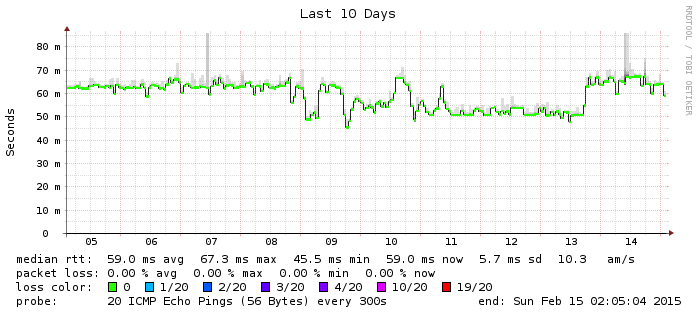 Last 10 Days
RRDTOOL / TOBI OETIKER
Seconds
80 m
70 m
60 m
50 m
40 m
30 m
20 m
10 m
0
05 06 07 08 09 10 11 12 13 14
median rtt: 59.0 ms avg 67.3 ms max 45.5 ms min 59.0 ms now 5.7 ms sd 10.3 am/s
packet loss: 0.00 % avg 0.00 % max 0.00 % min 0.00 % now
loss color: 0 1/20 2/20 3/20 4/20 10/20 19/20
probe: 20 ICMP Echo Pings (56 Bytes) every 300s end: Sun Feb 15 02:05:04 2015